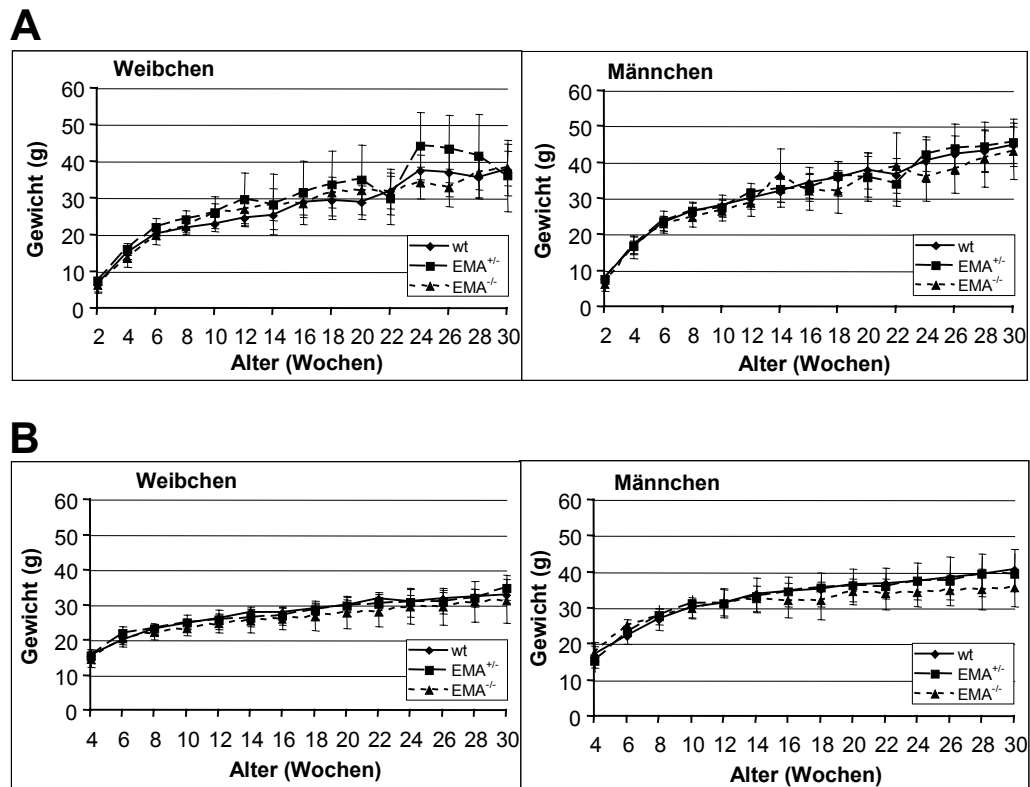 A
Weibchen
Gewicht (g)
60
50
40
30
20
10
0
wt
EMA+/-
EMA-/-
2 4 6 8 10 12 14 16 18 20 22 24 26 28 30
Alter (Wochen)
Männchen
Gewicht (g)
60
50
40
30
20
10
0
wt
EMA+/-
EMA-/-
2 4 6 8 10 12 14 16 18 20 22 24 26 28 30
Alter (Wochen)
B
Weibchen
Gewicht (g)
60
50
40
30
20
10
0
wt
EMA+/-
EMA-/-
4 6 8 10 12 14 16 18 20 22 24 26 28 30
Alter (Wochen)
Männchen
Gewicht (g)
60
50
40
30
20
10
0
wt
EMA+/-
EMA-/-
4 6 8 10 12 14 16 18 20 22 24 26 28 30
Alter (Wochen)